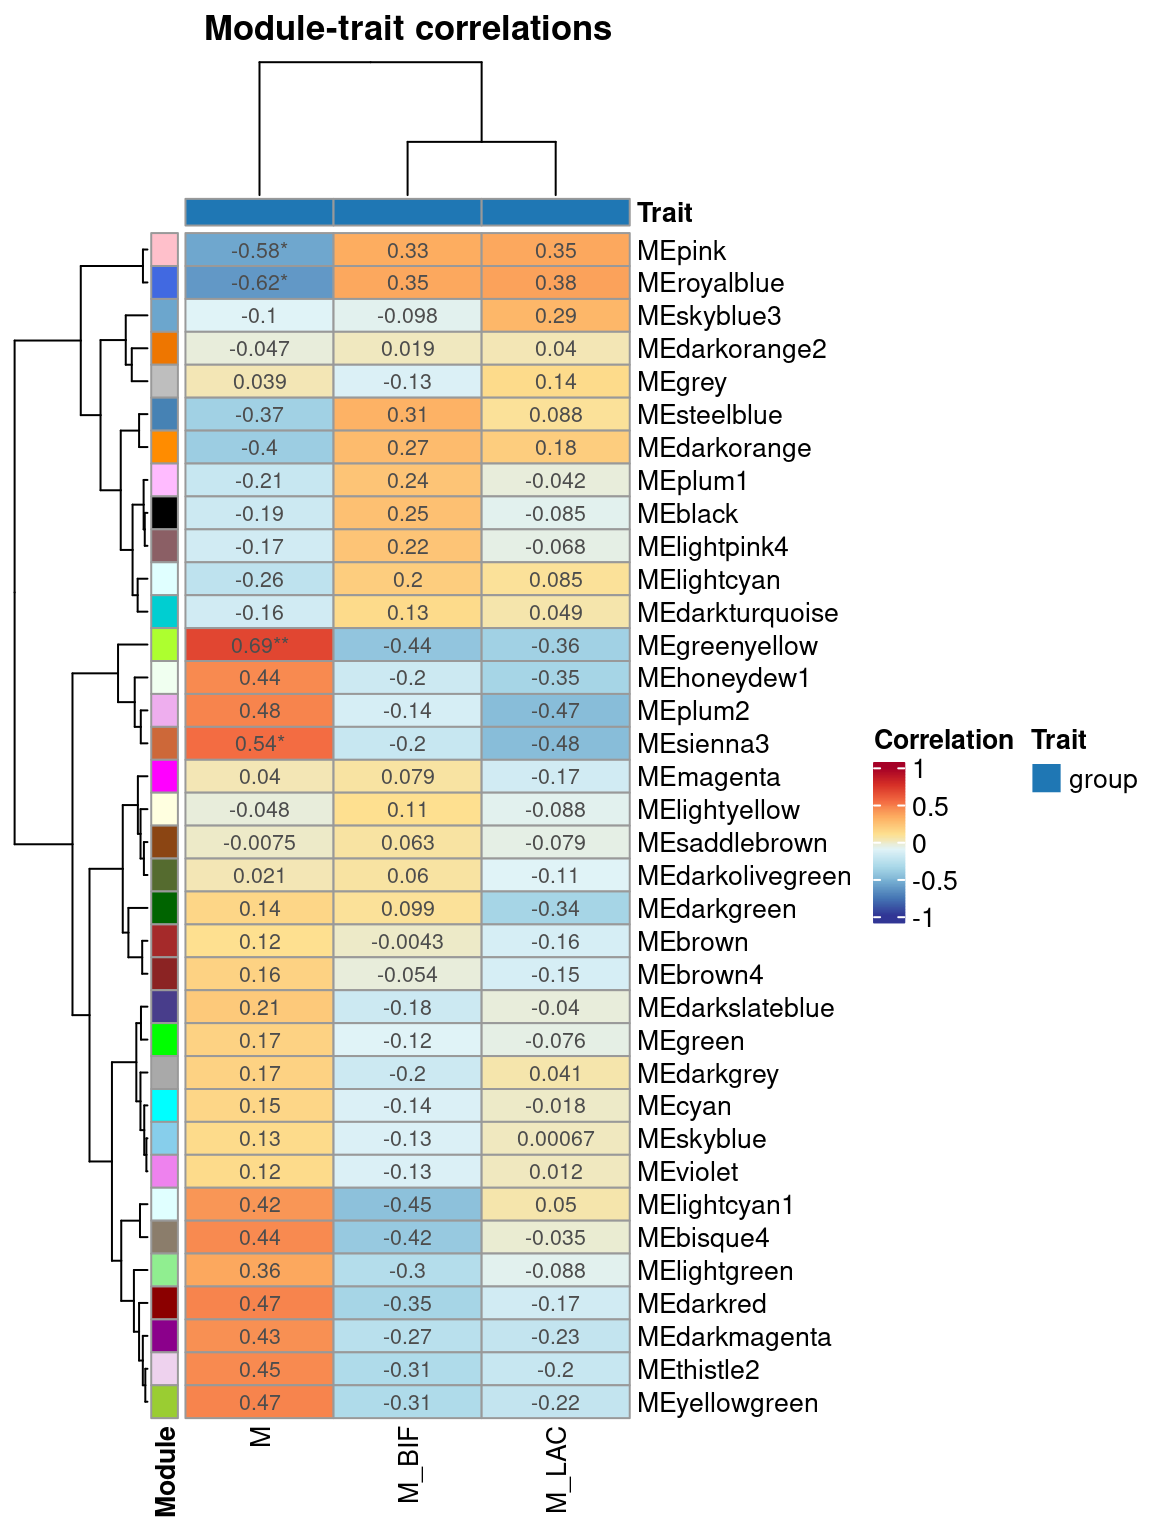 Module-trait correlations
Trait
-0.58* 0.33 0.35 MEpink
-0.62* 0.35 0.38 MEroyalblue
-0.1 -0.098 0.29 MEskyblue3
-0.047 0.019 0.04 MEdarkorange2
0.039 -0.13 0.14 MEgrey
-0.37 0.31 0.088 MEsteelblue
-0.4 0.27 0.18 MEdarkorange
-0.21 0.24 -0.042 MEplum1
-0.19 0.25 -0.085 MEblack
-0.17 0.22 -0.068 MElightpink4
-0.26 0.2 0.085 MElightcyan
-0.16 0.13 0.049 MEdarkturquoise
0.69** -0.44 -0.36 MEgreenyellow
0.44 -0.2 -0.35 MEhoneydew1
0.48 -0.14 -0.47 MEplum2
0.54* -0.2 -0.48 MEsienna3
0.04 0.079 -0.17 MEmagenta
-0.048 0.11 -0.088 MElightyellow
-0.0075 0.063 -0.079 MEsaddlebrown
0.021 0.06 -0.11 MEdarkolivegreen
0.14 0.099 -0.34 MEdarkgreen
0.12 -0.0043 -0.16 MEbrown
0.16 -0.054 -0.15 MEbrown4
0.21 -0.18 -0.04 MEdarkslateblue
0.17 -0.12 -0.076 MEgreen
0.17 -0.2 0.041 MEdarkgrey
0.15 -0.14 -0.018 MEcyan
0.13 -0.13 0.00067 MEskyblue
0.12 -0.13 0.012 MEviolet
0.42 -0.45 0.05 MElightcyan1
0.44 -0.42 -0.035 MEbisque4
0.36 -0.3 -0.088 MElightgreen
0.47 -0.35 -0.17 MEdarkred
0.43 -0.27 -0.23 MEdarkmagenta
0.45 -0.31 -0.2 MEthistle2
0.47 -0.31 -0.22 MEyellowgreen
Module M M_BIF M_LAC
Correlation
1
0.5
0
-0.5
-1
Trait
group